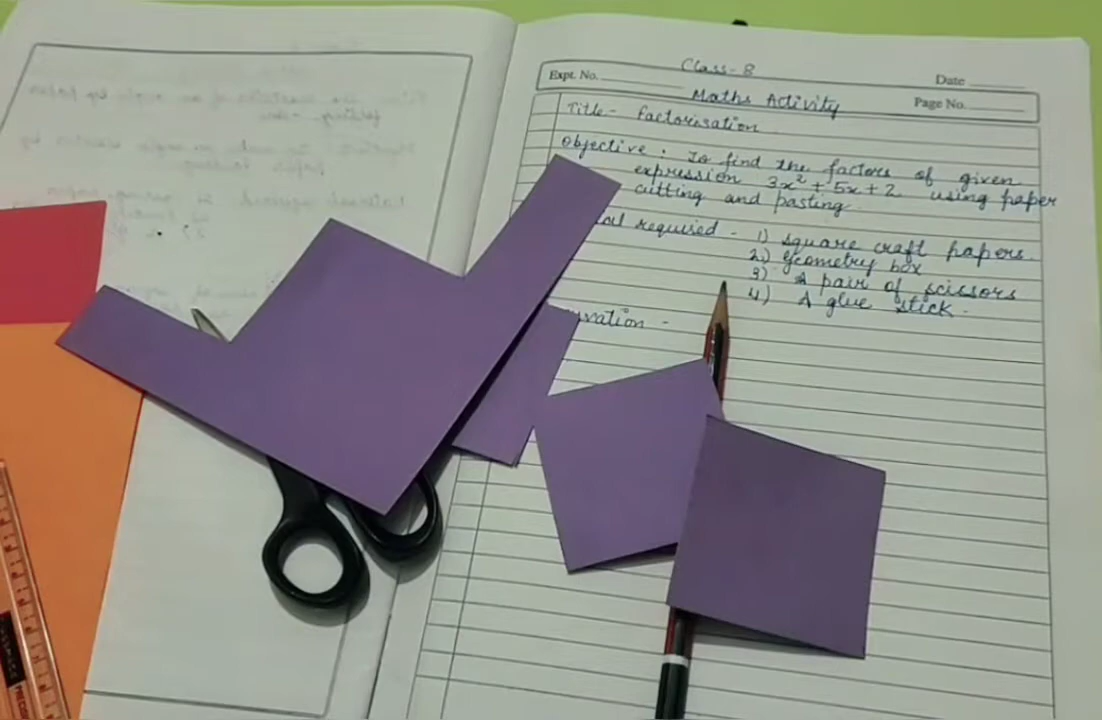 Class-8
Expt. No.
Date
Maths Activity
Page No.
Title - Factorisation
Objective : To find the factors of given
expression 3x² + 5x + 2 using paper
cutting and pasting.
required - 1) square craft papers.
2) geometry box
3) A pair of scissors
4) A glue stick.